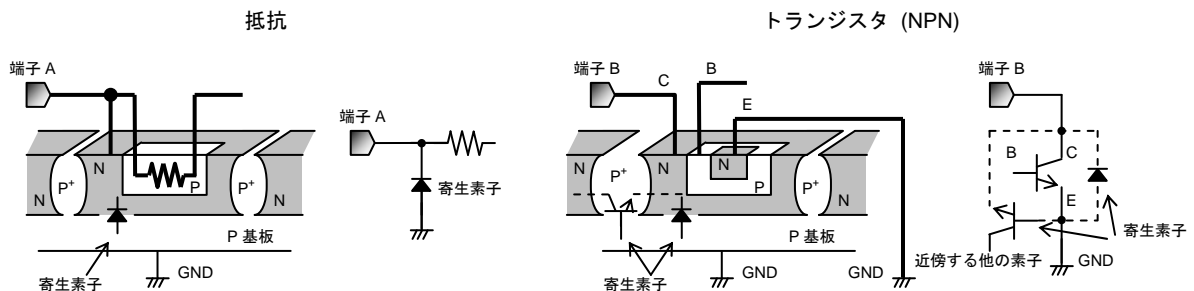 抵抗
トランジスタ (NPN)
端子 A
N
P+
N
P
P+
N
P 基板
寄生素子
GND
端子 A
寄生素子
端子 B
C
B
E
N
P+
N
N
P
P+
N
P 基板
寄生素子
GND
GND
端子 B
B
C
E
寄生素子
近傍する他の素子
GND